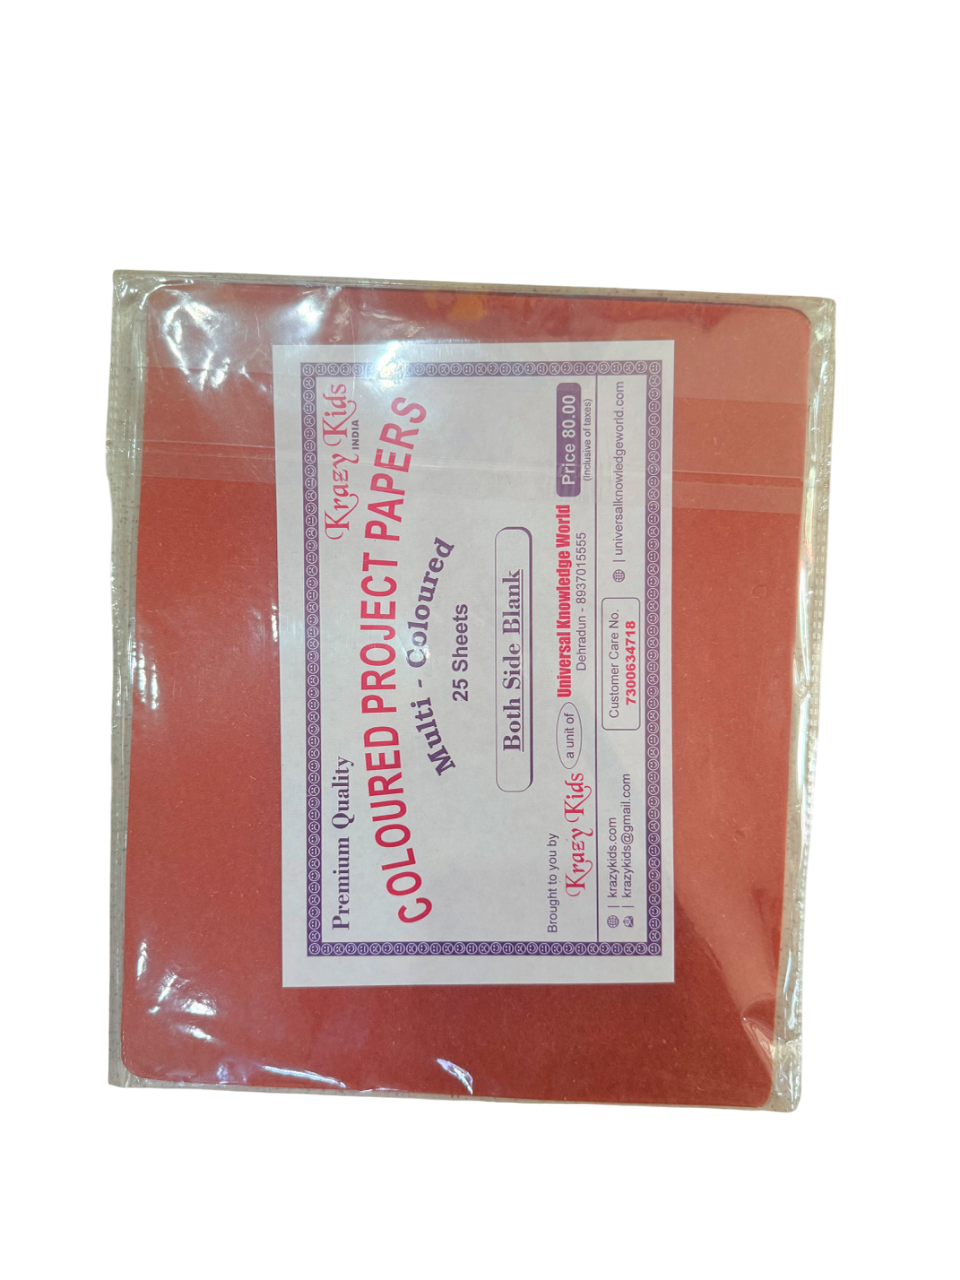 Premium Quality
Krazy Kids
INDIA
COLOURED PROJECT PAPERS
Multi - Coloured
25 Sheets
Both Side Blank
Brought to you by
Krazy Kids a unit of Universal Knowledge World
Dehradun - 8937015555
Price 80.00
(Inclusive of taxes)
| krazykids.com
| krazykids@gmail.com
Customer Care No.
7300634718
| universalknowledgeworld.com